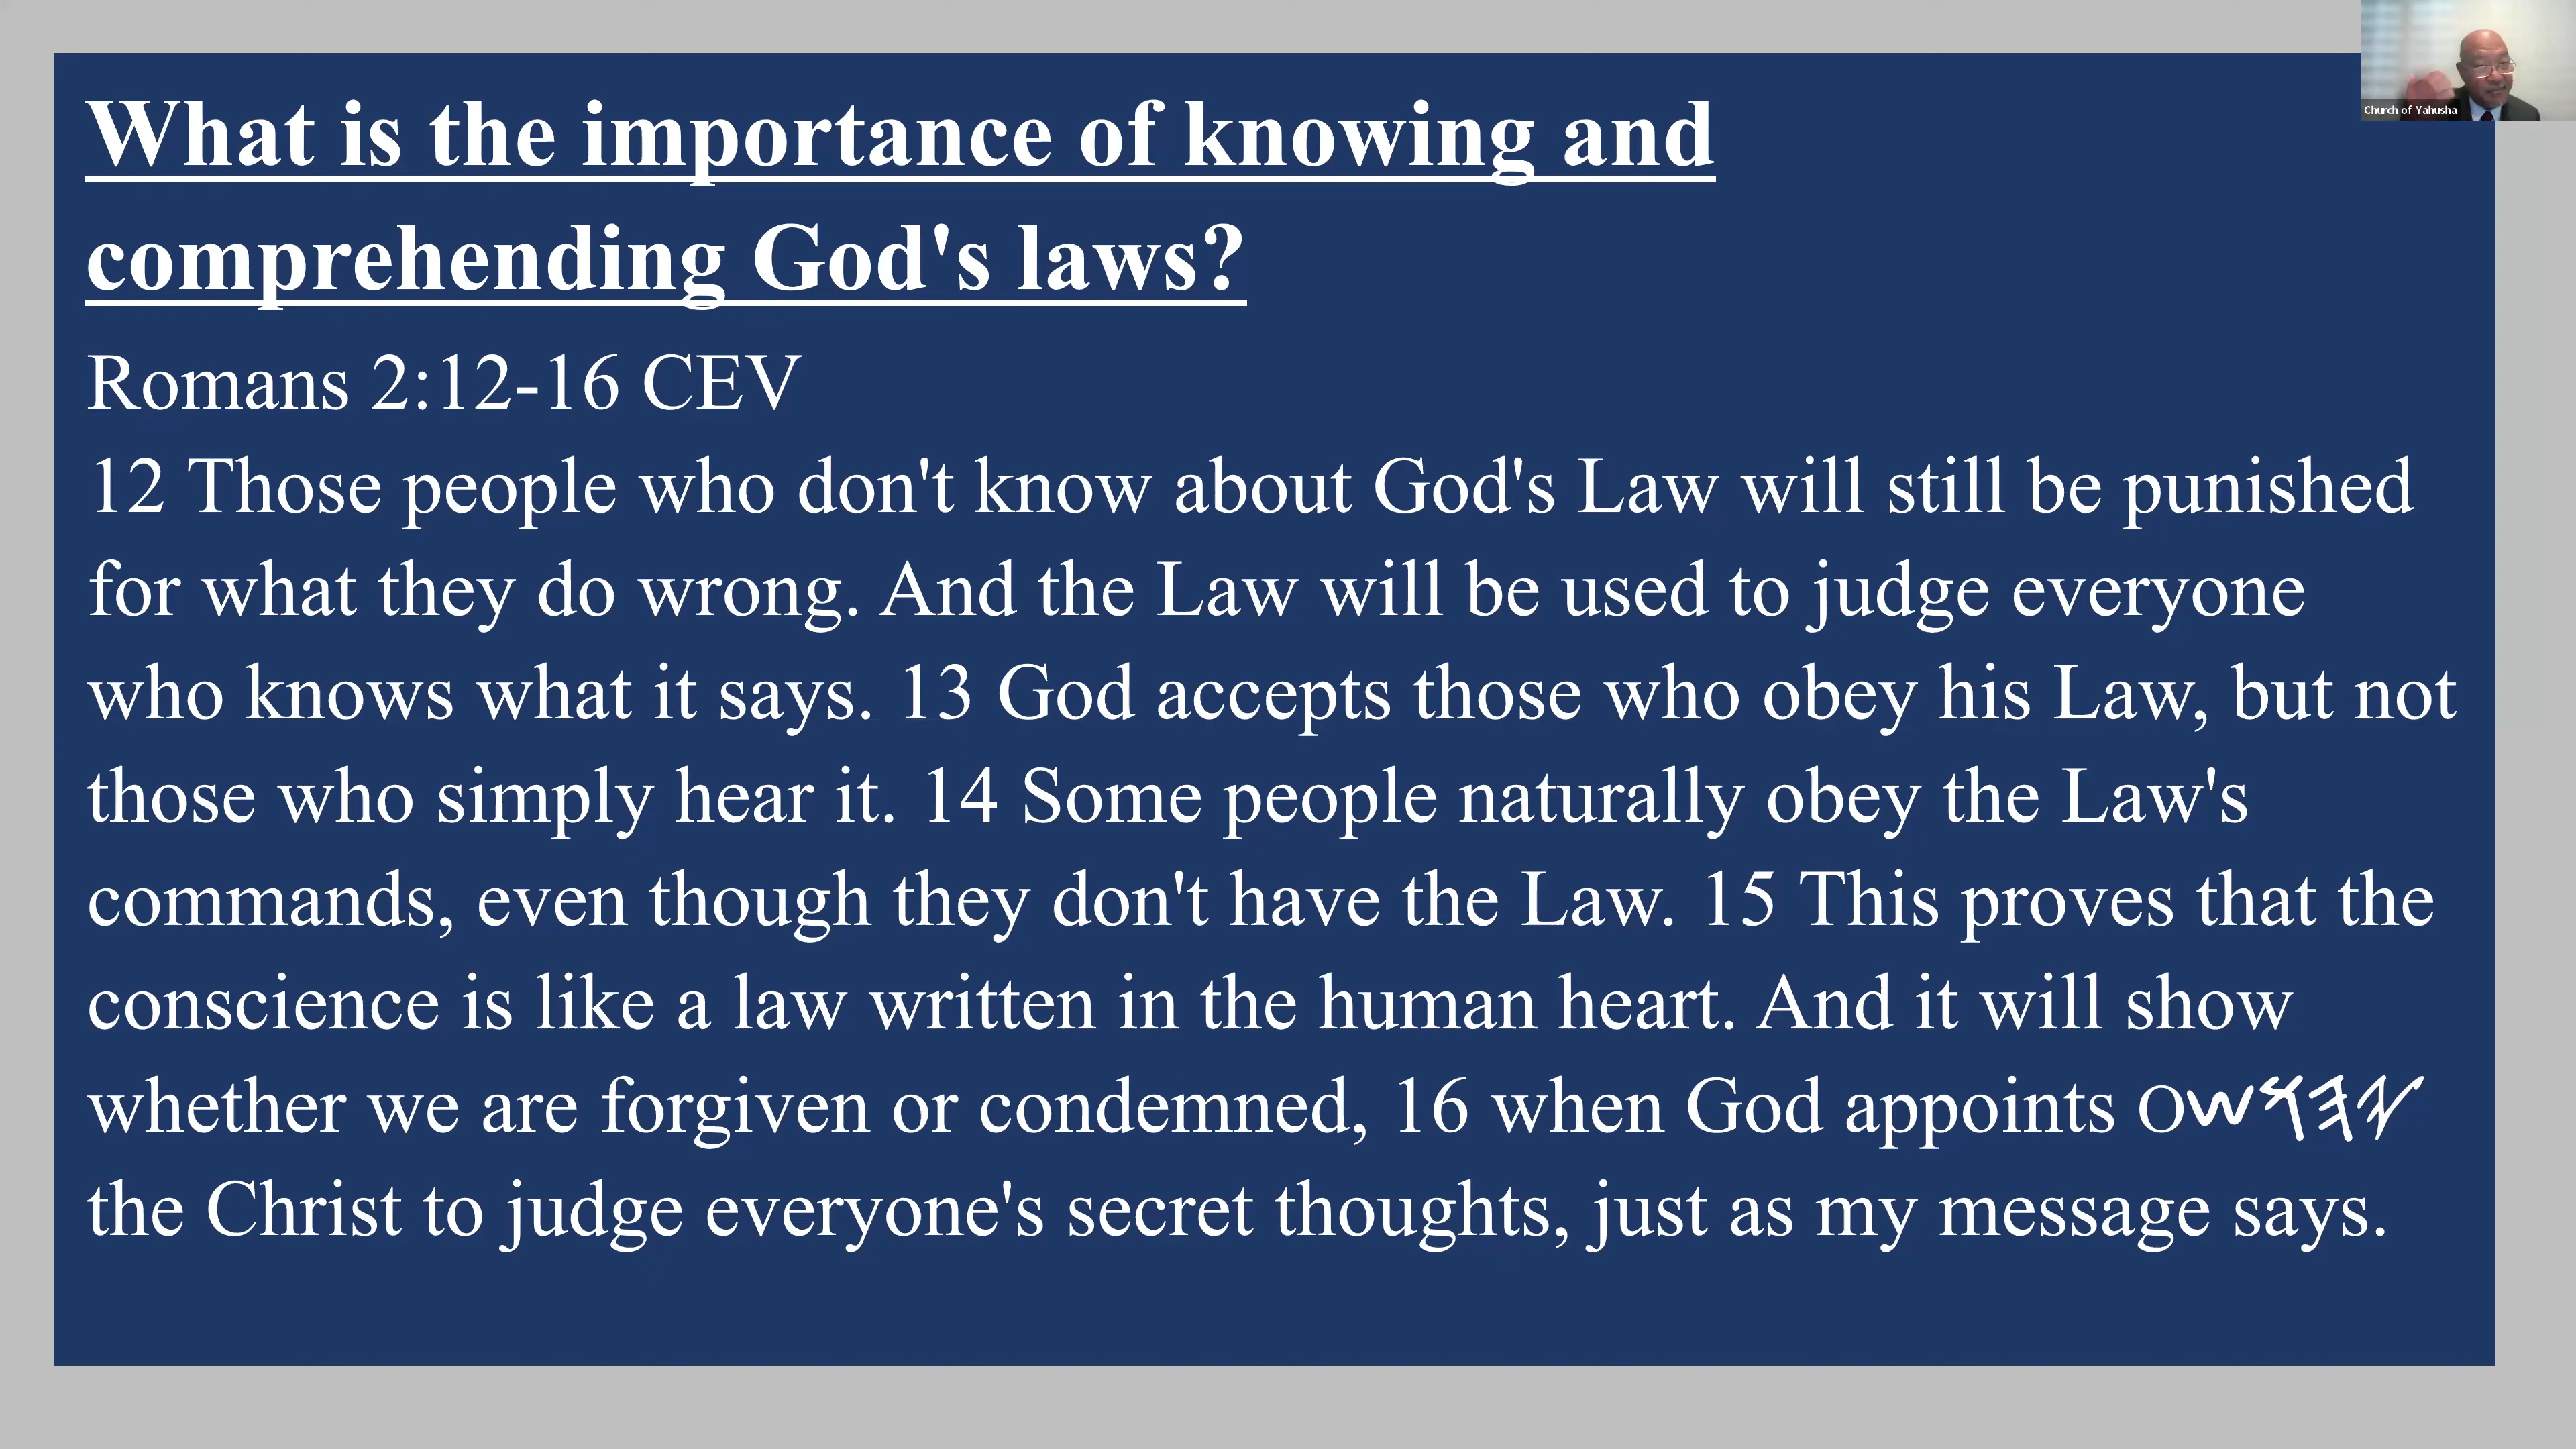 What is the importance of knowing and
comprehending God's laws?
Romans 2:12-16 CEV
12 Those people who don't know about God's Law will still be punished
for what they do wrong. And the Law will be used to judge everyone
who knows what it says. 13 God accepts those who obey his Law, but not
those who simply hear it. 14 Some people naturally obey the Law's
commands, even though they don't have the Law. 15 This proves that the
conscience is like a law written in the human heart. And it will show
whether we are forgiven or condemned, 16 when God appoints 𐤉𐤄𐤅𐤔𐤏
the Christ to judge everyone's secret thoughts, just as my message says.
Church of Yahusha